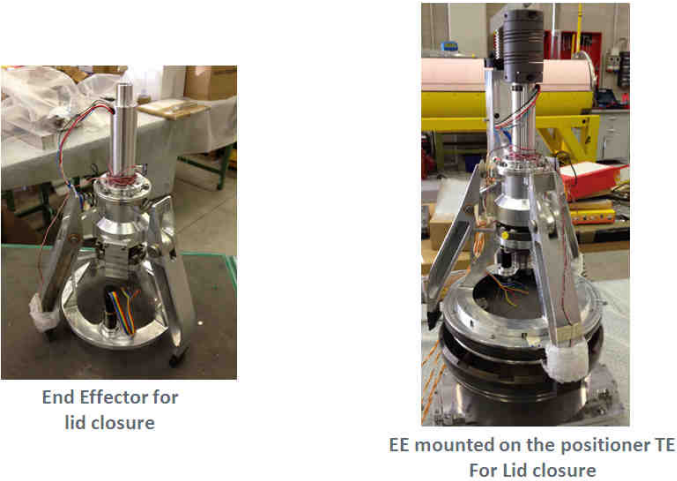 End Effector for
lid closure
EE mounted on the positioner TE
For Lid closure